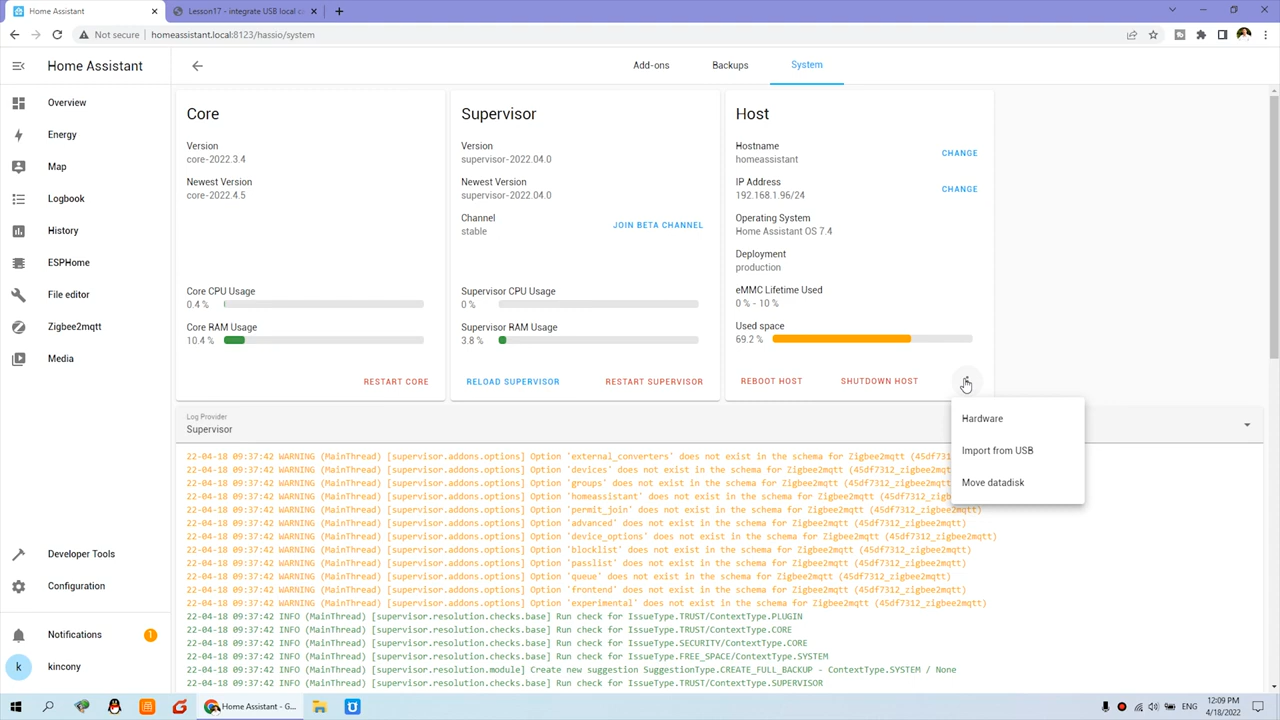 Home Assistant
Lesson17 - integrate USB local c
Not secure
homeassistant.local:8123/hassio/system
Home Assistant
Add-ons
Backups
System
Overview
Energy
Map
Logbook
History
ESPHome
File editor
Zigbee2mqtt
Media
Developer Tools
Configuration
Notifications
1
k
kincony
Core
Version
core-2022.3.4
Newest Version
core-2022.4.5
Core CPU Usage
0.4 %
Core RAM Usage
10.4 %
RESTART CORE
Supervisor
Version
supervisor-2022.04.0
Newest Version
supervisor-2022.04.0
Channel
stable
JOIN BETA CHANNEL
Supervisor CPU Usage
0 %
Supervisor RAM Usage
3.8 %
RELOAD SUPERVISOR
RESTART SUPERVISOR
Host
Hostname
homeassistant
CHANGE
IP Address
192.168.1.96/24
CHANGE
Operating System
Home Assistant OS 7.4
Deployment
production
eMMC Lifetime Used
0 % - 10 %
Used space
69.2 %
REBOOT HOST
SHUTDOWN HOST
Hardware
Import from USB
Move datadisk
Log Provider
Supervisor
22-04-18 09:37:42 WARNING (MainThread) [supervisor.addons.options] Option 'external_converters' does not exist in the schema for Zigbee2mqtt (45df7312_zigbee2m
22-04-18 09:37:42 WARNING (MainThread) [supervisor.addons.options] Option 'devices' does not exist in the schema for Zigbee2mqtt (45df7312_zigbee2mqt
22-04-18 09:37:42 WARNING (MainThread) [supervisor.addons.options] Option 'groups' does not exist in the schema for Zigbee2mqtt (45df7312_zigbee2mqtt
22-04-18 09:37:42 WARNING (MainThread) [supervisor.addons.options] Option 'homeassistant' does not exist in the schema for Zigbee2mqtt (45df7312_zigb
22-04-18 09:37:42 WARNING (MainThread) [supervisor.addons.options] Option 'permit_join' does not exist in the schema for Zigbee2mqtt (45df7312_zigbee2mqtt)
22-04-18 09:37:42 WARNING (MainThread) [supervisor.addons.options] Option 'advanced' does not exist in the schema for Zigbee2mqtt (45df7312_zigbee2mqtt)
22-04-18 09:37:42 WARNING (MainThread) [supervisor.addons.options] Option 'device_options' does not exist in the schema for Zigbee2mqtt (45df7312_zigbee2mqtt)
22-04-18 09:37:42 WARNING (MainThread) [supervisor.addons.options] Option 'blocklist' does not exist in the schema for Zigbee2mqtt (45df7312_zigbee2mqtt)
22-04-18 09:37:42 WARNING (MainThread) [supervisor.addons.options] Option 'passlist' does not exist in the schema for Zigbee2mqtt (45df7312_zigbee2mqtt)
22-04-18 09:37:42 WARNING (MainThread) [supervisor.addons.options] Option 'queue' does not exist in the schema for Zigbee2mqtt (45df7312_zigbee2mqtt)
22-04-18 09:37:42 WARNING (MainThread) [supervisor.addons.options] Option 'frontend' does not exist in the schema for Zigbee2mqtt (45df7312_zigbee2mqtt)
22-04-18 09:37:42 WARNING (MainThread) [supervisor.addons.options] Option 'experimental' does not exist in the schema for Zigbee2mqtt (45df7312_zigbee2mqtt)
22-04-18 09:37:42 INFO (MainThread) [supervisor.resolution.checks.base] Run check for IssueType.TRUST/ContextType.PLUGIN
22-04-18 09:37:42 INFO (MainThread) [supervisor.resolution.checks.base] Run check for IssueType.TRUST/ContextType.CORE
22-04-18 09:37:42 INFO (MainThread) [supervisor.resolution.checks.base] Run check for IssueType.SECURITY/ContextType.CORE
22-04-18 09:37:42 INFO (MainThread) [supervisor.resolution.checks.base] Run check for IssueType.FREE_SPACE/ContextType.SYSTEM
22-04-18 09:37:42 INFO (MainThread) [supervisor.resolution.module] Create new suggestion SuggestionType.CREATE_FULL_BACKUP - ContextType.SYSTEM / None
22-04-18 09:37:42 INFO (MainThread) [supervisor.resolution.checks.base] Run check for IssueType.TRUST/ContextType.SUPERVISOR
Home Assistant - G...
ENG
12:09 PM
4/18/2022